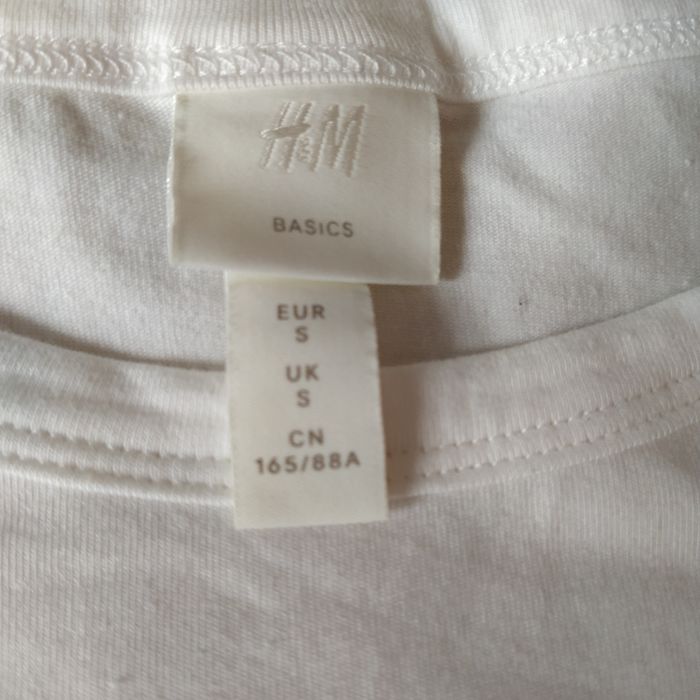 H&M
BASICS
EUR
S
UK
S
CN
165/88A